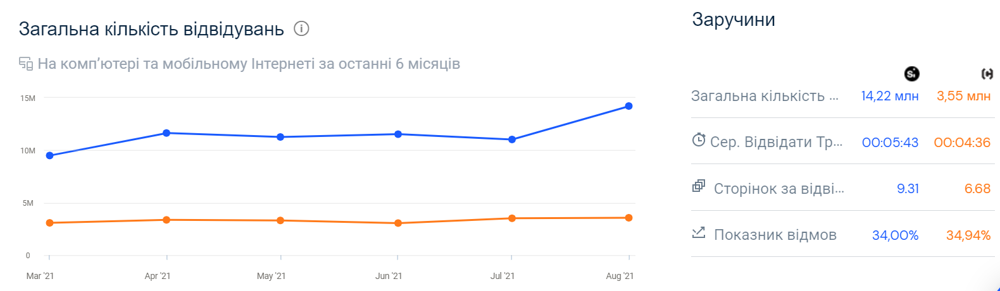 Загальна кількість відвідувань
На комп’ютері та мобільному Інтернеті за останні 6 місяців
15M
10M
5M
0
Mar '21 Apr '21 May '21 Jun '21 Jul '21 Aug '21
Заручини
Загальна кількість ... 14,22 млн 3,55 млн
Сер. Відвідати Тр... 00:05:43 00:04:36
Сторінок за відві... 9.31 6.68
Показник відмов 34,00% 34,94%